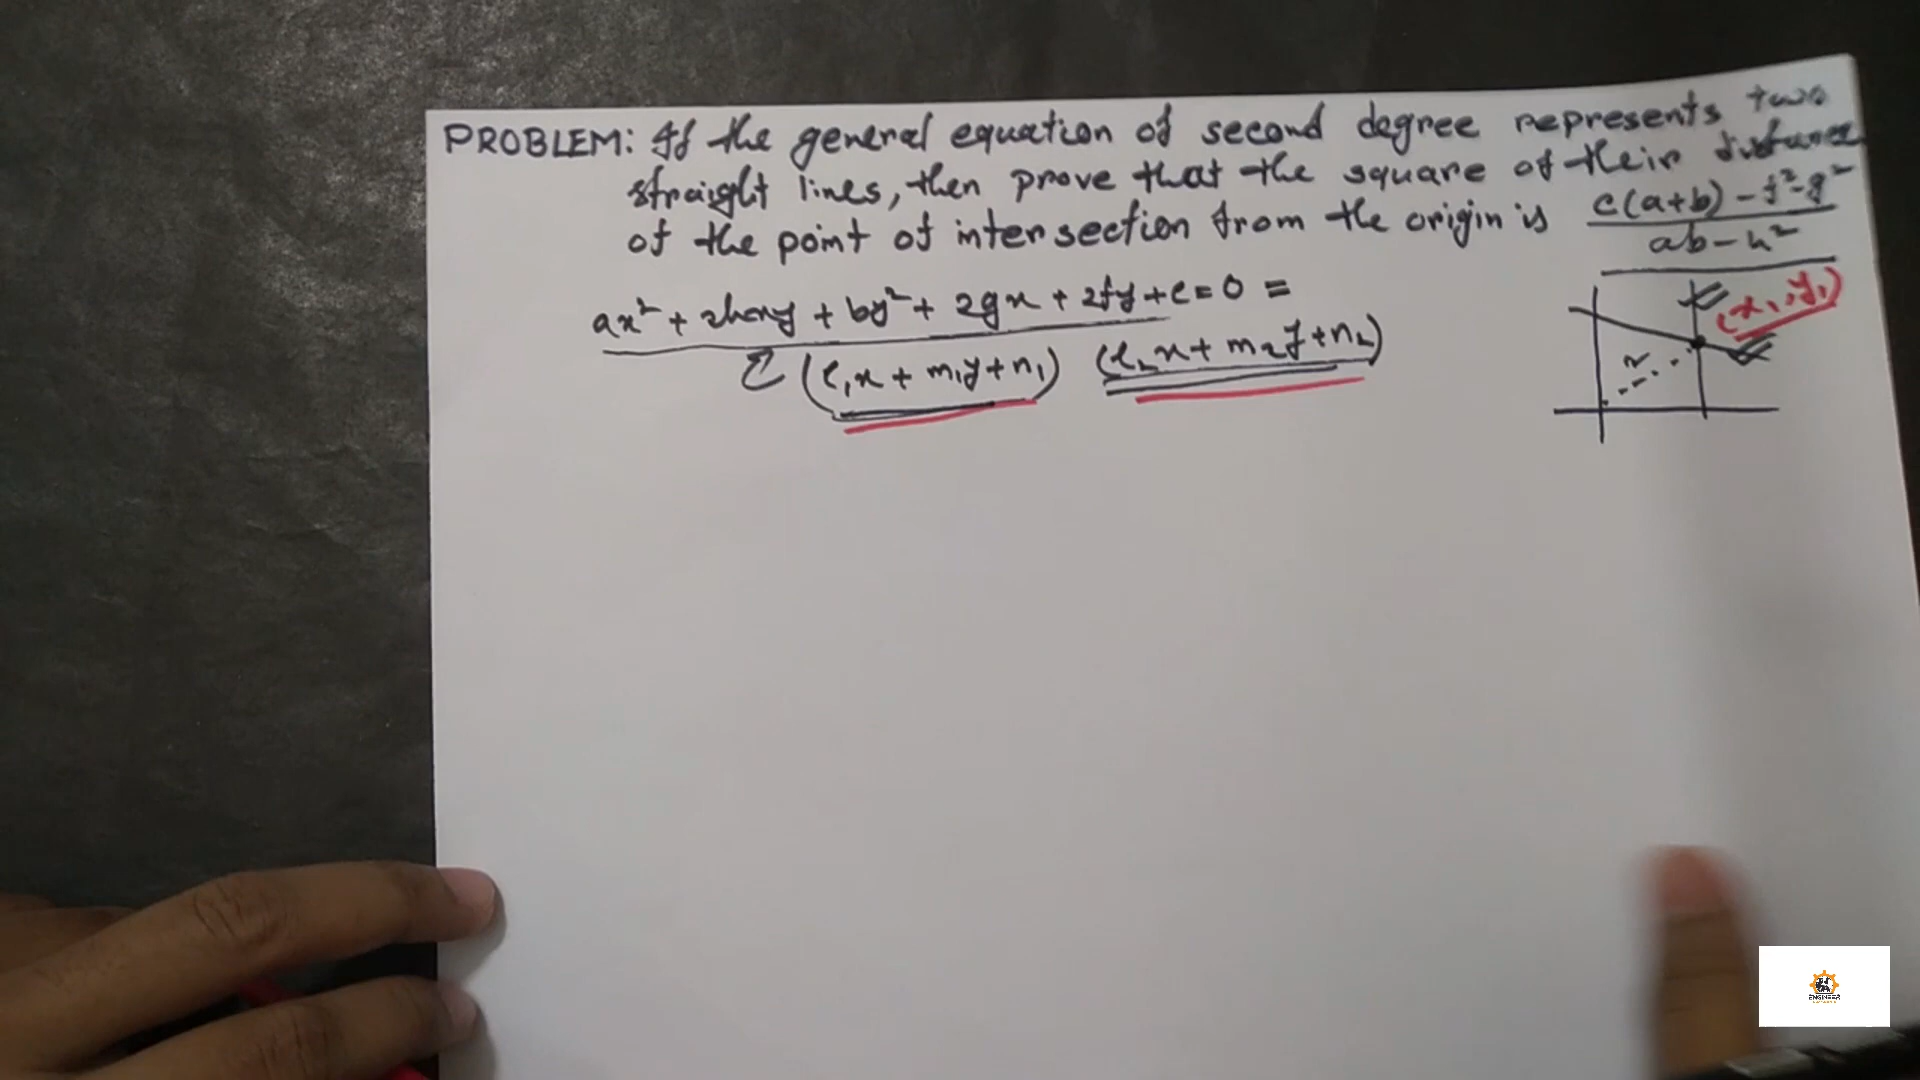 PROBLEM: If the general equation of second degree represents two
straight lines, then prove that the square of their distance
of the point of intersection from the origin is c(a+b) - f² - g² / ab - h²
ax² + 2hxy + by² + 2gx + 2fy + c = 0 =
(l₁x + m₁y + n₁) (l₂x + m₂y + n₂)
(x₁, y₁)
ENGINEER